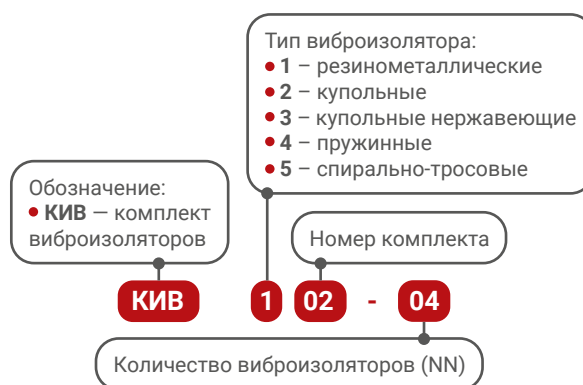 Тип виброизолятора:
• 1 – резинометаллические
• 2 – купольные
• 3 – купольные нержавеющие
• 4 – пружинные
• 5 – спирально-тросовые
Обозначение:
• КИВ — комплект
виброизоляторов
Номер комплекта
КИВ 1 02 - 04
Количество виброизоляторов (NN)